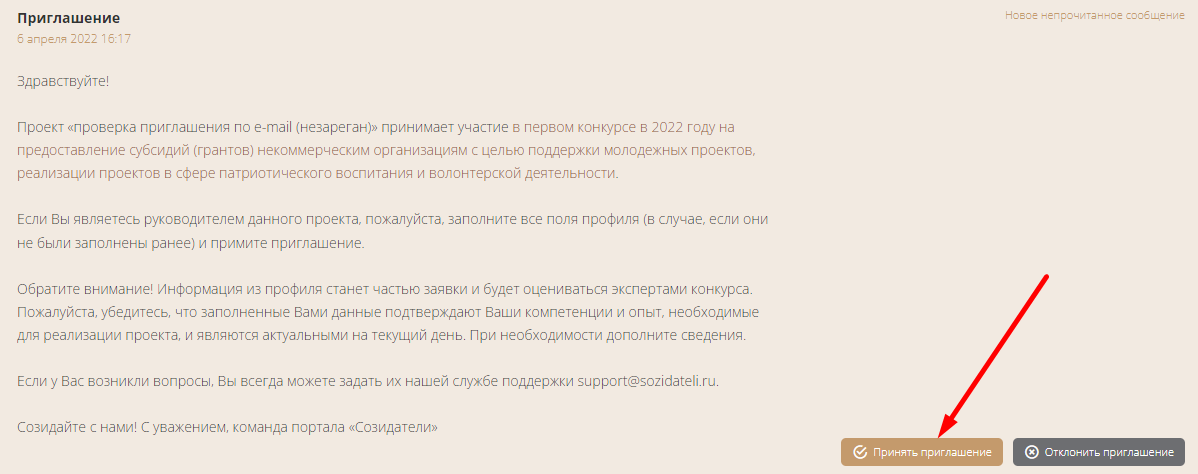 Приглашение
Новое непрочитанное сообщение
6 апреля 2022 16:17
Здравствуйте!
Проект «проверка приглашения по e-mail (незареган)» принимает участие в первом конкурсе в 2022 году на
предоставление субсидий (грантов) некоммерческим организациям с целью поддержки молодежных проектов,
реализации проектов в сфере патриотического воспитания и волонтерской деятельности.
Если Вы являетесь руководителем данного проекта, пожалуйста, заполните все поля профиля (в случае, если они
не были заполнены ранее) и примите приглашение.
Обратите внимание! Информация из профиля станет частью заявки и будет оцениваться экспертами конкурса.
Пожалуйста, убедитесь, что заполненные Вами данные подтверждают Ваши компетенции и опыт, необходимые
для реализации проекта, и являются актуальными на текущий день. При необходимости дополните сведения.
Если у Вас возникли вопросы, Вы всегда можете задать их нашей службе поддержки support@sozidateli.ru.
Созидайте с нами! С уважением, команда портала «Созидатели»
Принять приглашение
Отклонить приглашение